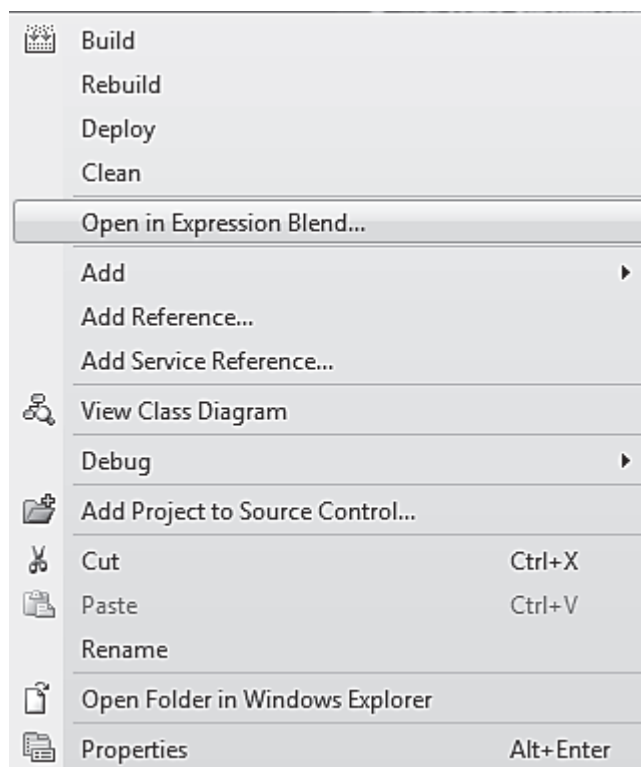 Build
Rebuild
Deploy
Clean
Open in Expression Blend...
Add
Add Reference...
Add Service Reference...
View Class Diagram
Debug
Add Project to Source Control...
Cut Ctrl+X
Paste Ctrl+V
Rename
Open Folder in Windows Explorer
Properties Alt+Enter